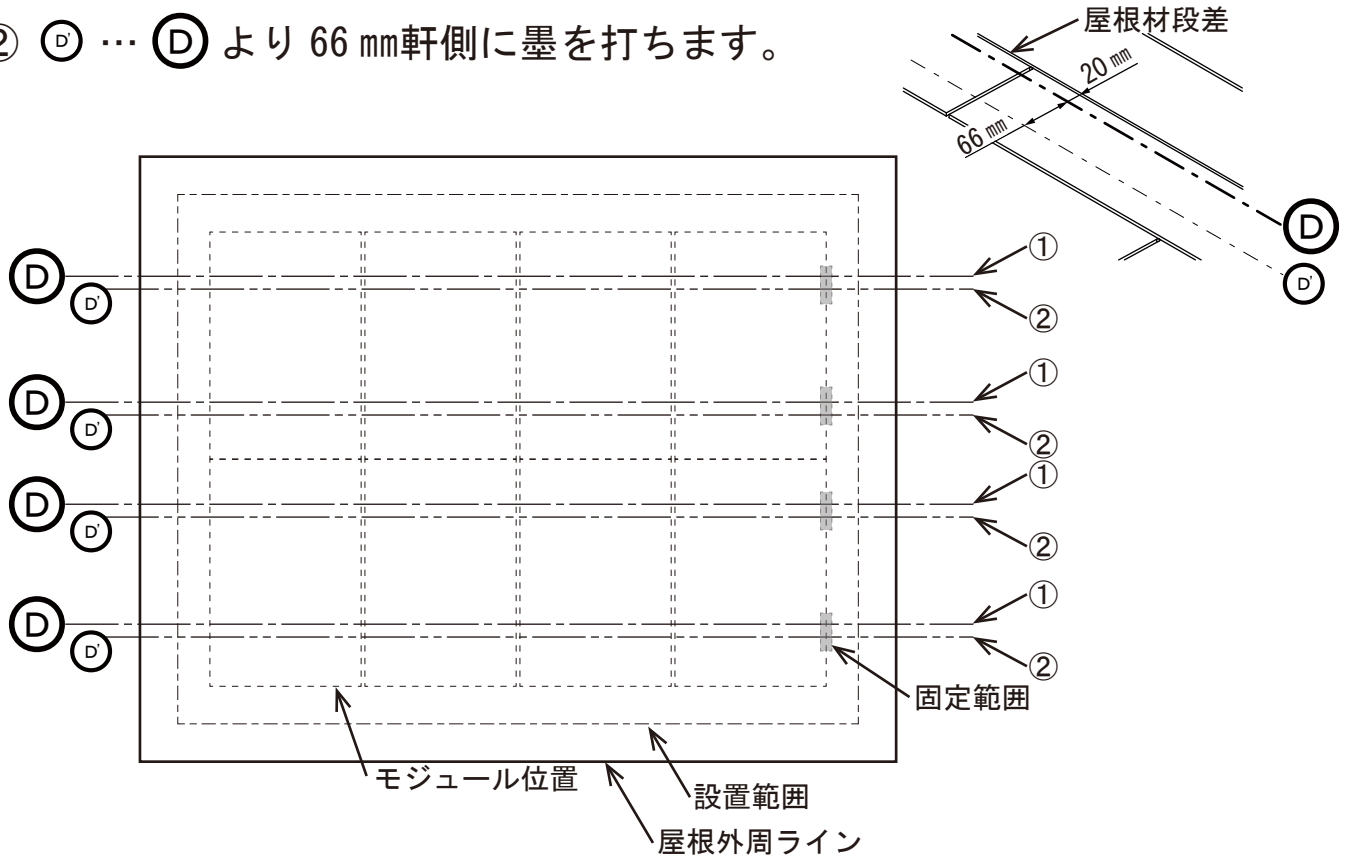 ② D' … D より 66 ㎜軒側に墨を打ちます。
屋根材段差
20 ㎜
66 ㎜
D
D'
D
D'
①
②
D
D'
①
②
D
D'
①
②
D
D'
①
②
固定範囲
モジュール位置
設置範囲
屋根外周ライン